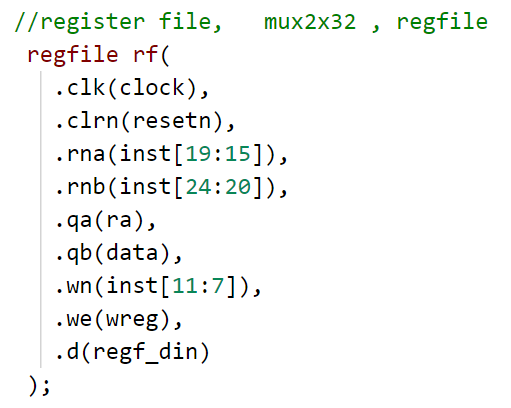 //register file,   mux2x32 , regfile
regfile rf(
.clk(clock),
.clrn(resetn),
.rna(inst[19:15]),
.rnb(inst[24:20]),
.qa(ra),
.qb(data),
.wn(inst[11:7]),
.we(wreg),
.d(regf_din)
);